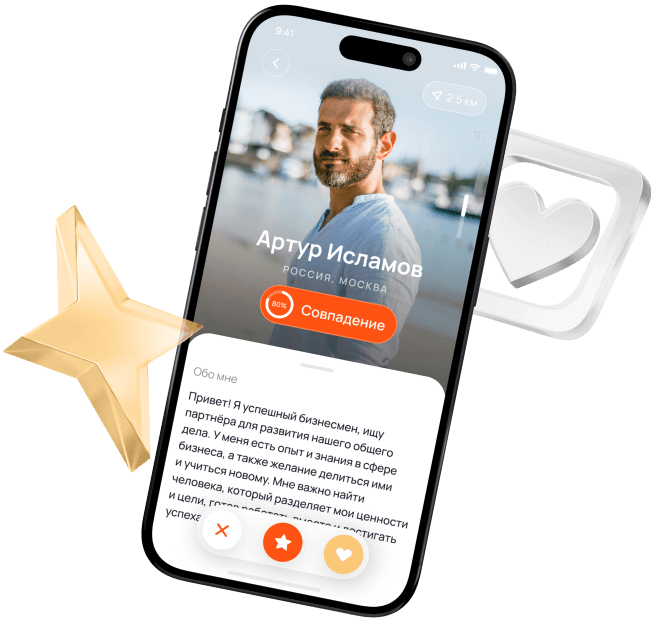 9:41
2.5 км
Артур Исламов
РОССИЯ, МОСКВА
80%
Совпадение
Обо мне
Привет! Я успешный бизнесмен, ищу
партнёра для развития нашего общего
дела. У меня есть опыт и знания в сфере
бизнеса, а также желание делиться ими
и учиться новому. Мне важно найти
человека, который разделяет мои ценности
и цели, готов работать вместе и достигать
успеха